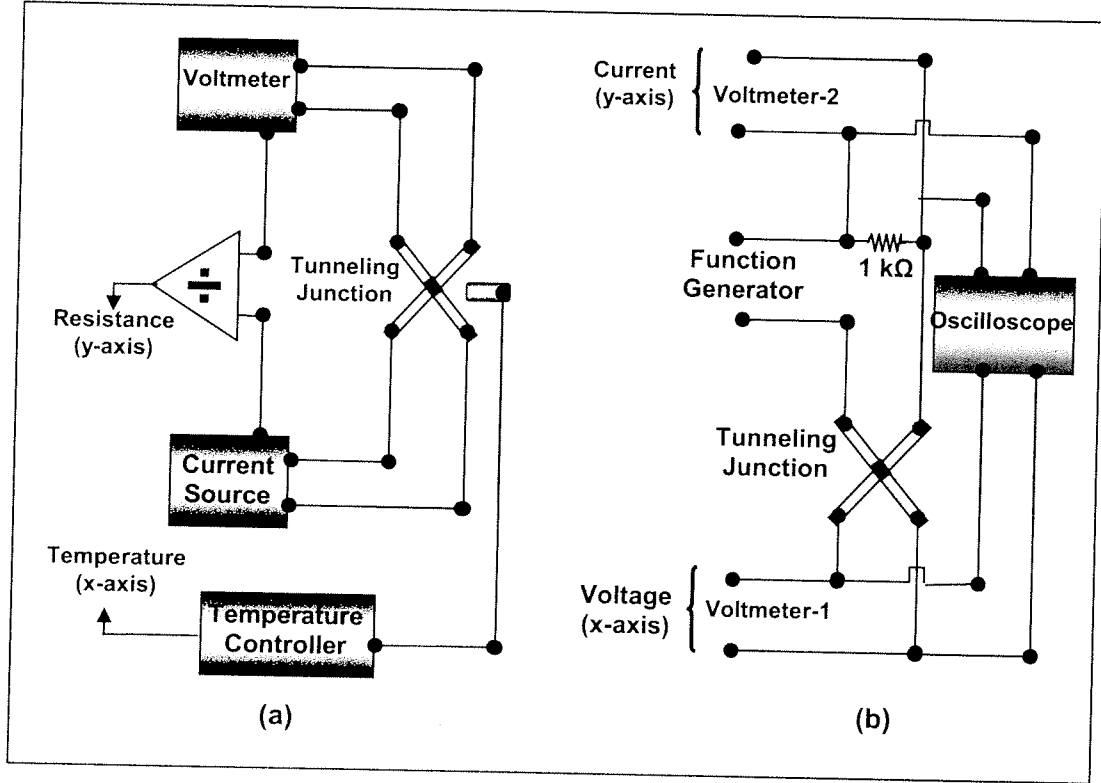 Voltmeter
Tunneling
Junction
÷
Resistance
(y-axis)
Current
Source
Temperature
(x-axis)
Temperature
Controller
(a)
Current
(y-axis)
{
Voltmeter-2
1 kΩ
Function
Generator
Oscilloscope
Tunneling
Junction
Voltage
(x-axis)
{
Voltmeter-1
(b)